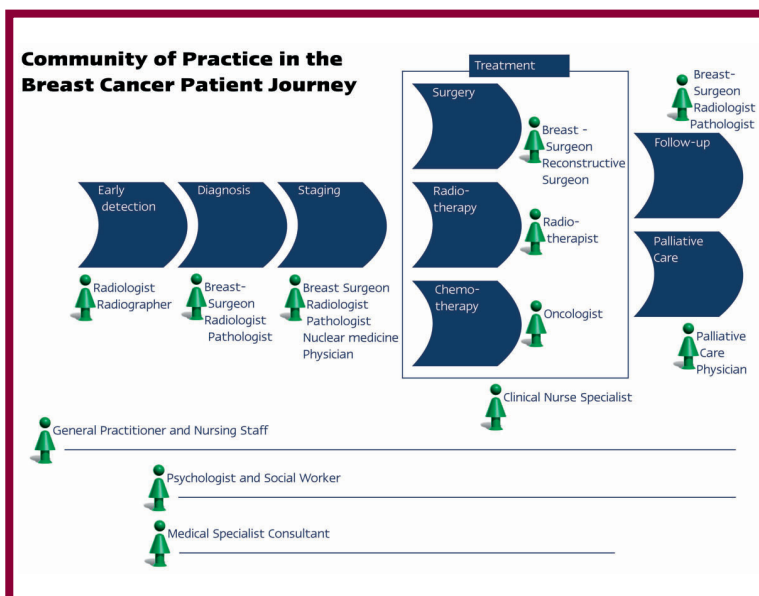 Community of Practice in the
Breast Cancer Patient Journey
Treatment
Surgery
Breast -
Surgeon
Reconstructive
Surgeon
Breast-
Surgeon
Radiologist
Pathologist
Follow-up
Early
detection
Diagnosis
Staging
Radio-
therapy
Radio-
therapist
Palliative
Care
Radiologist
Radiographer
Breast-
Surgeon
Radiologist
Pathologist
Breast Surgeon
Radiologist
Pathologist
Nuclear medicine
Physician
Chemo-
therapy
Oncologist
Palliative
Care
Physician
Clinical Nurse Specialist
General Practitioner and Nursing Staff
Psychologist and Social Worker
Medical Specialist Consultant